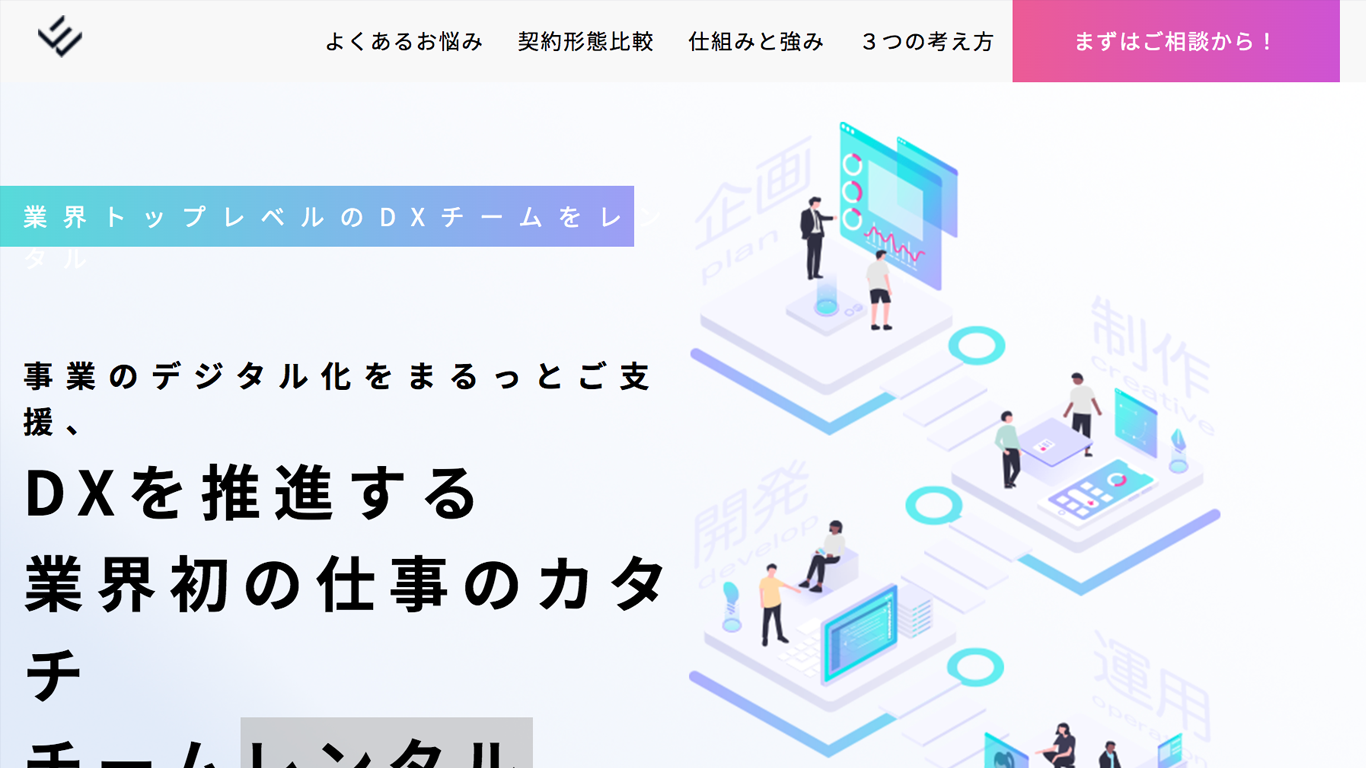 よくあるお悩み 契約形態比較 仕組みと強み ３つの考え方 まずはご相談から！
業界トップレベルのDXチームをレン
タル
事業のデジタル化をまるっとご支
援、
DXを推進する
業界初の仕事のカタ
チ
チームレンタル
企画
plan
制作
creative
開発
develop
運用
operation